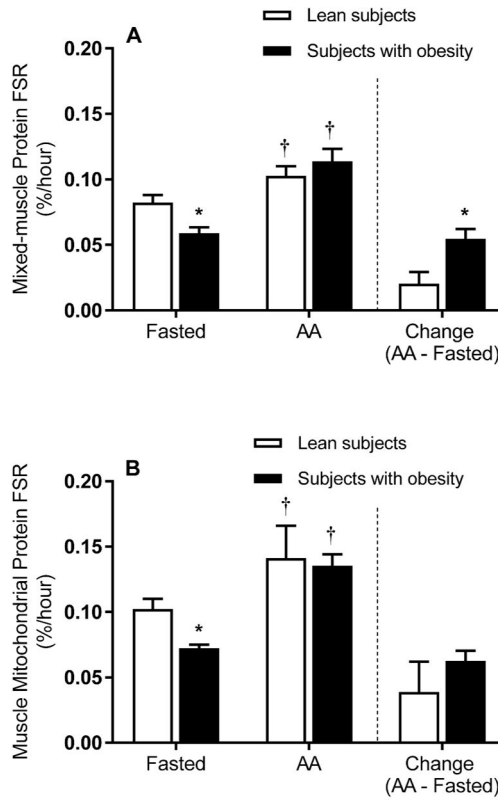 A
Lean subjects
Subjects with obesity
Mixed-muscle Protein FSR
(%/hour)
0.20
0.15
0.10
0.05
0.00
*
†
†
*
Fasted
AA
Change
(AA - Fasted)
B
Lean subjects
Subjects with obesity
Muscle Mitochondrial Protein FSR
(%/hour)
0.20
0.15
0.10
0.05
0.00
*
†
†
Fasted
AA
Change
(AA - Fasted)